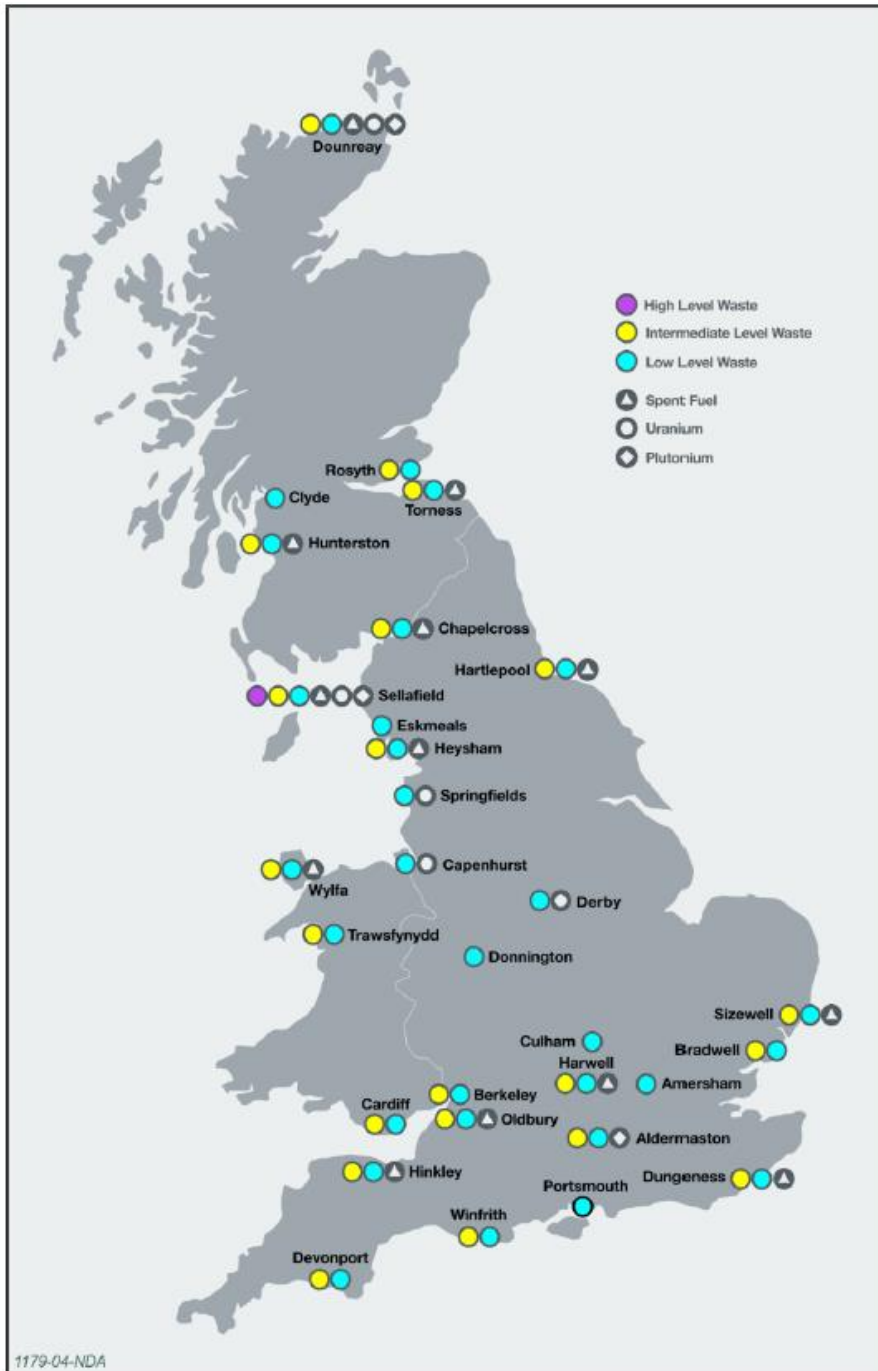 Dounreay
High Level Waste
Intermediate Level Waste
Low Level Waste
Spent Fuel
Uranium
Plutonium
Rosyth
Clyde
Torness
Hunterston
Chapelcross
Hartlepool
Sellafield
Eskmeals
Heysham
Springfields
Capenhurst
Wylfa
Derby
Trawsfynydd
Donnington
Sizewell
Culham
Bradwell
Harwell
Amersham
Berkeley
Cardiff
Oldbury
Aldermaston
Hinkley
Dungeness
Portsmouth
Winfrith
Devonport
1179-04-NDA